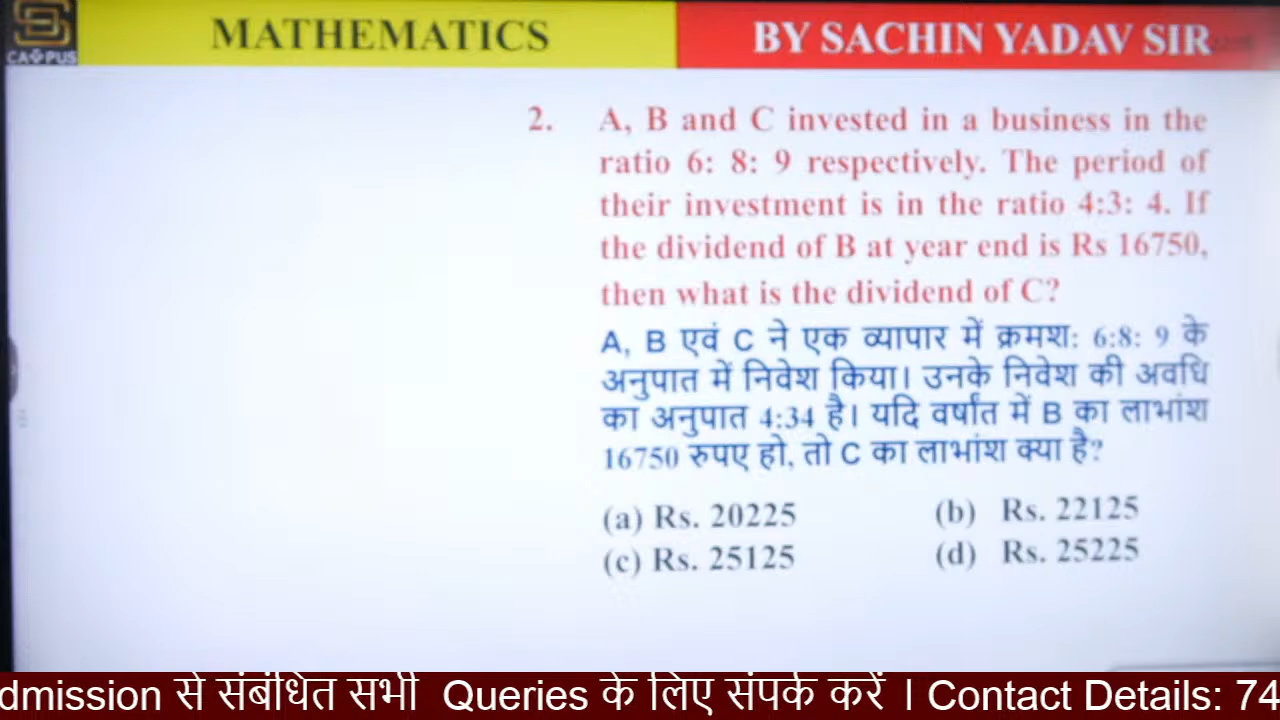 CAMPUS
MATHEMATICS
BY SACHIN YADAV SIR
2. A, B and C invested in a business in the
ratio 6: 8: 9 respectively. The period of
their investment is in the ratio 4:3: 4. If
the dividend of B at year end is Rs 16750,
then what is the dividend of C?
A, B एवं C ने एक व्यापार में क्रमश: 6:8: 9 के
अनुपात में निवेश किया। उनके निवेश की अवधि
का अनुपात 4:34 है। यदि वर्षांत में B का लाभांश
16750 रुपए हो, तो C का लाभांश क्या है?
(a) Rs. 20225 (b) Rs. 22125
(c) Rs. 25125 (d) Rs. 25225
dmission से संबंधित सभी Queries के लिए संपर्क करें । Contact Details: 74